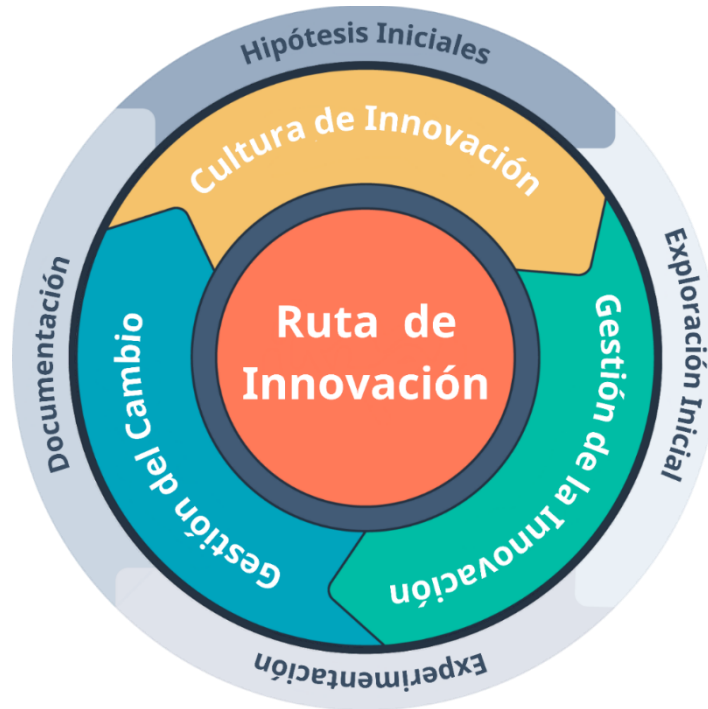 Hipótesis Iniciales
Cultura de Innovación
Exploración Inicial
Gestión de la Innovación
Ruta de
Innovación
Experimentación
Gestión del Cambio
Documentación